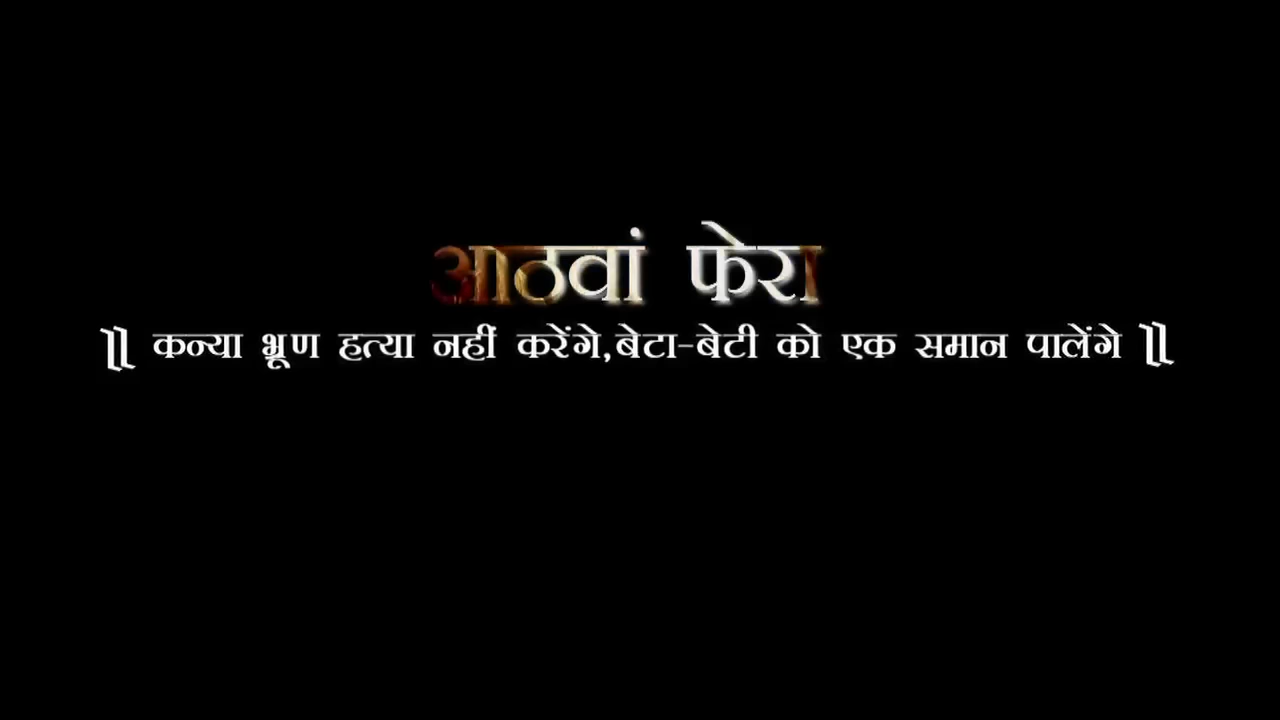 आठवां फेरा
॥ कन्या भ्रूण हत्या नहीं करेंगे,बेटा-बेटी को एक समान पालेंगे ॥